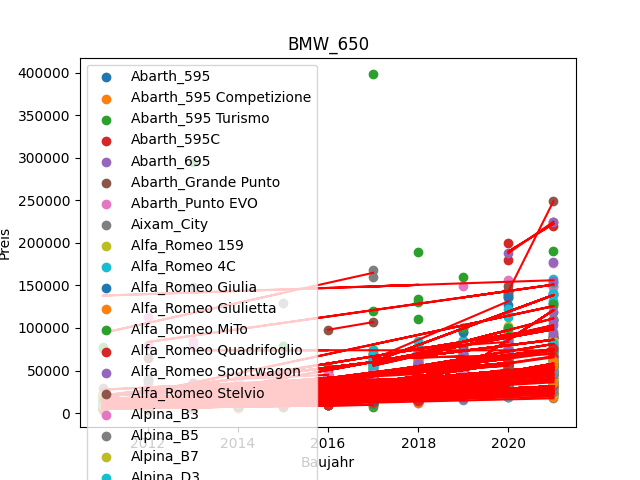 BMW_650
400000
350000
300000
250000
200000
150000
100000
50000
0
Preis
Abarth_595
Abarth_595 Competizione
Abarth_595 Turismo
Abarth_595C
Abarth_695
Abarth_Grande Punto
Abarth_Punto EVO
Aixam_City
Alfa_Romeo 159
Alfa_Romeo 4C
Alfa_Romeo Giulia
Alfa_Romeo Giulietta
Alfa_Romeo MiTo
Alfa_Romeo Quadrifoglio
Alfa_Romeo Sportwagon
Alfa_Romeo Stelvio
Alpina_B3
Alpina_B5
Alpina_B7
Alpina_D3
2012 2014 2016 2018 2020
Baujahr